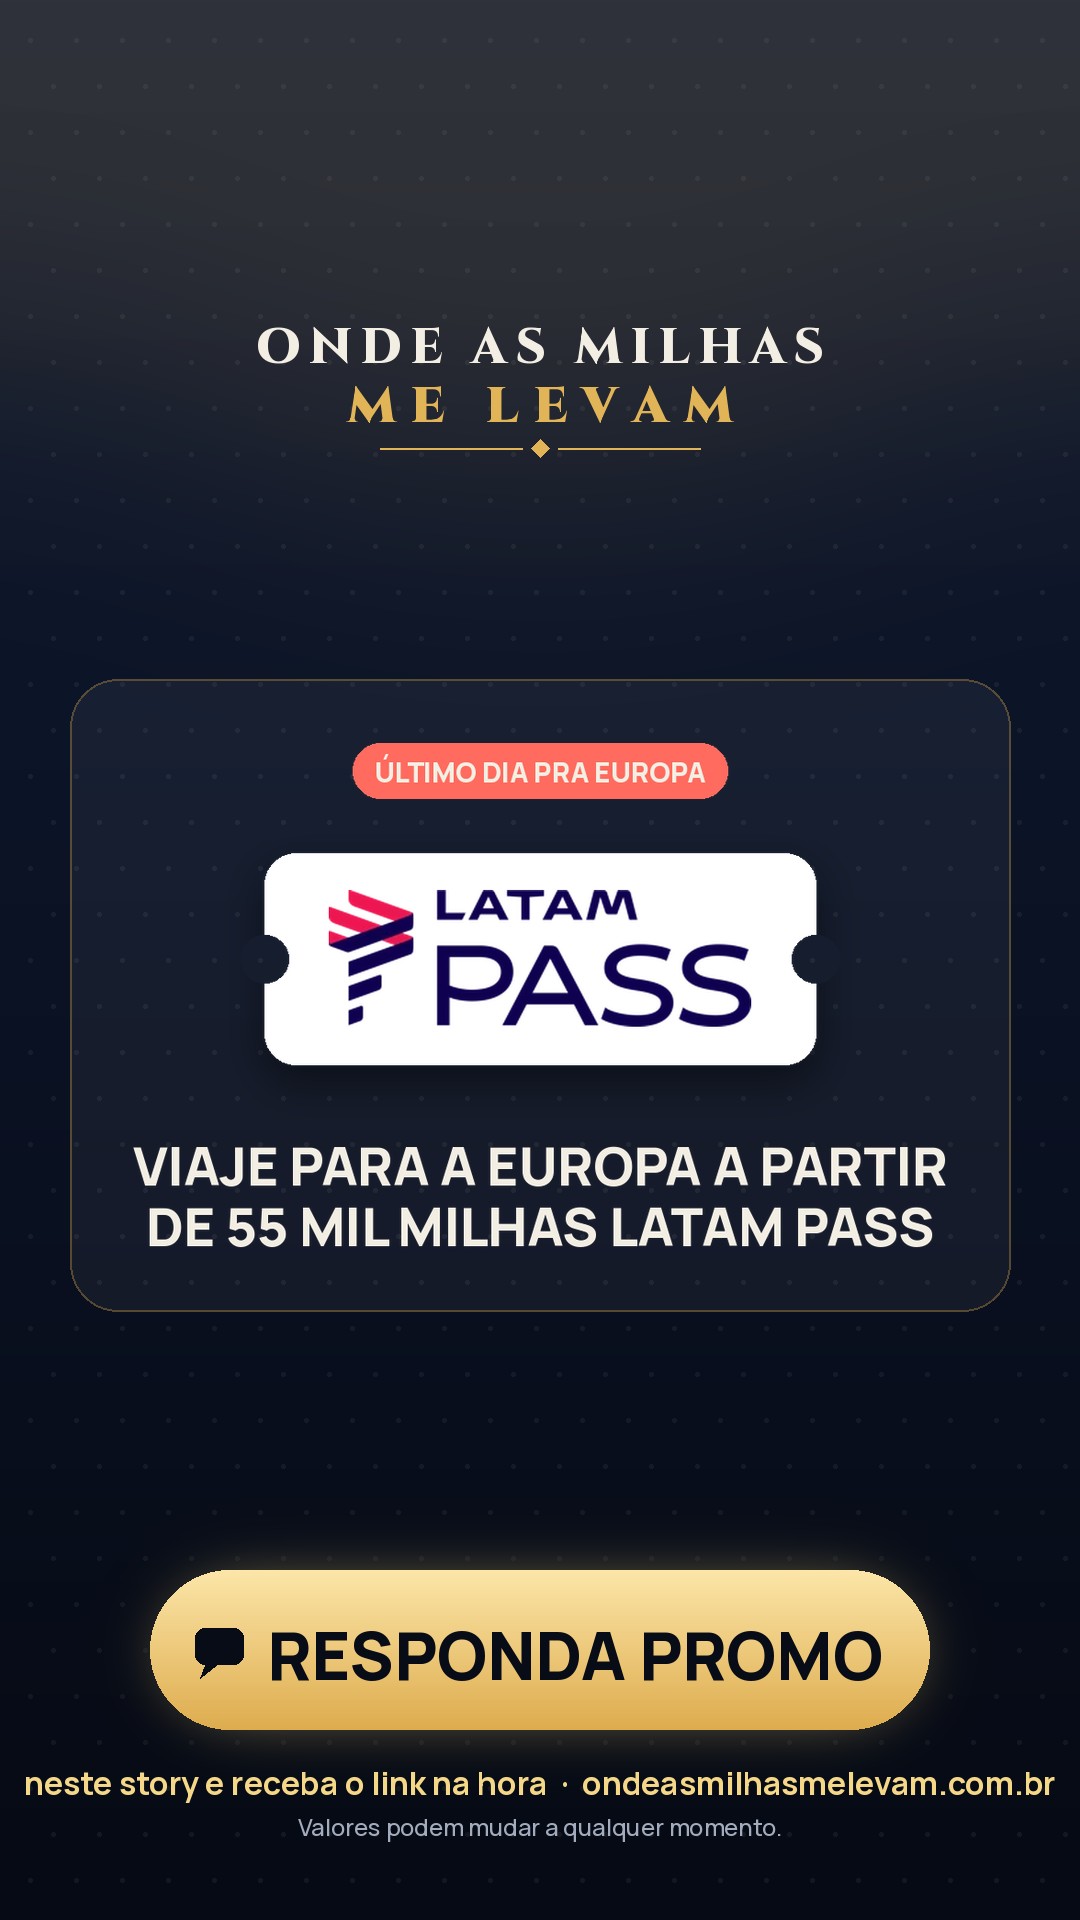 ONDE AS MILHAS
ME LEVAM
ÚLTIMO DIA PRA EUROPA
LATAM
PASS
VIAJE PARA A EUROPA A PARTIR
DE 55 MIL MILHAS LATAM PASS
RESPONDA PROMO
neste story e receba o link na hora · ondeasmilhasmelevam.com.br
Valores podem mudar a qualquer momento.